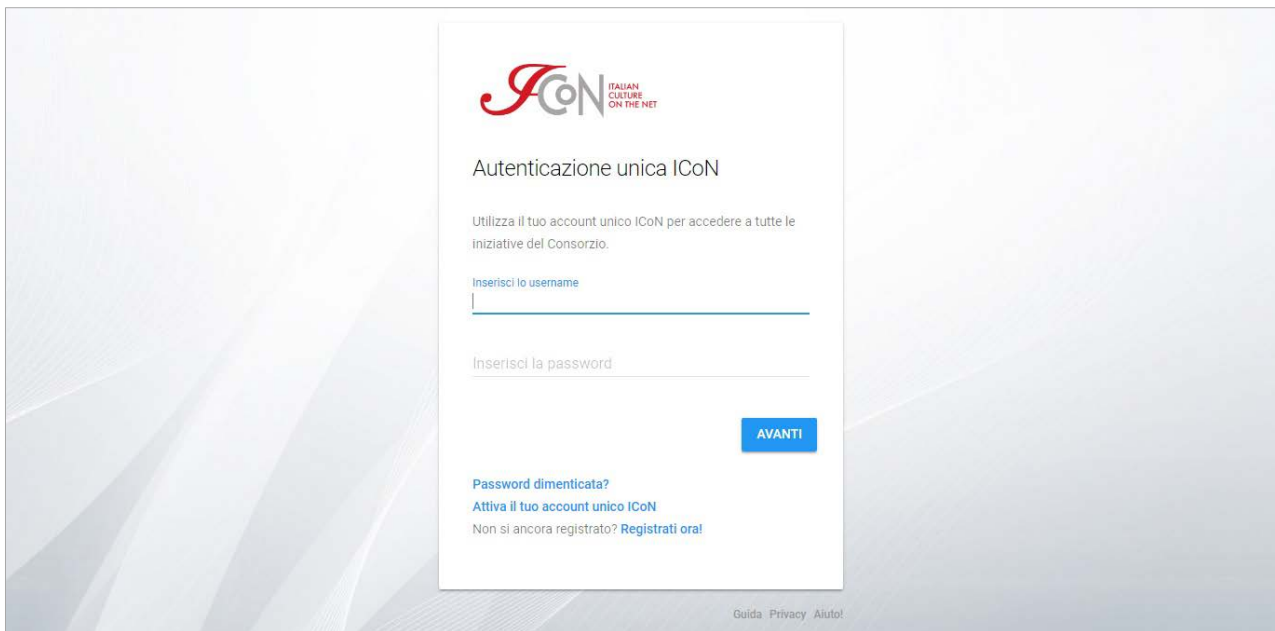 ICoN ITALIAN
CULTURE
ON THE NET
Autenticazione unica ICoN
Utilizza il tuo account unico ICoN per accedere a tutte le
iniziative del Consorzio.
Inserisci lo username
Inserisci la password
AVANTI
Password dimenticata?
Attiva il tuo account unico ICoN
Non si ancora registrato? Registrati ora!
Guida Privacy Aiuto!